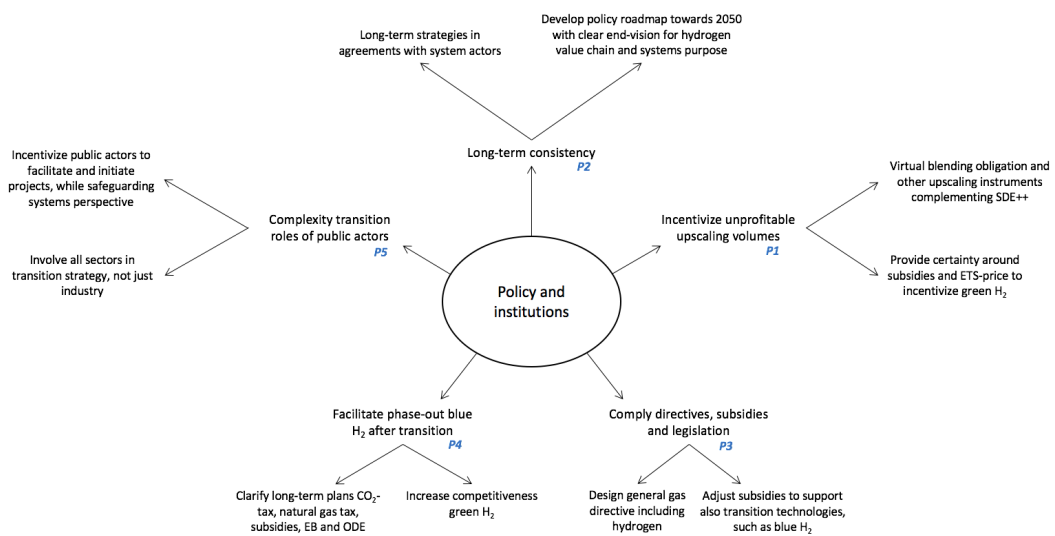 Develop policy roadmap towards 2050
with clear end-vision for hydrogen
value chain and systems purpose
Long-term strategies in
agreements with system actors
Long-term consistency
P2
Incentivize public actors to
facilitate and initiate
projects, while safeguarding
systems perspective
Virtual blending obligation and
other upscaling instruments
complementing SDE++
Complexity transition
roles of public actors
P5
Incentivize unprofitable
upscaling volumes
P1
Involve all sectors in
transition strategy, not just
industry
Provide certainty around
subsidies and ETS-price to
incentivize green H₂
Policy and
institutions
Facilitate phase-out blue
H₂ after transition
P4
Comply directives, subsidies
and legislation
P3
Clarify long-term plans CO₂-
tax, natural gas tax,
subsidies, EB and ODE
Increase competitiveness
green H₂
Design general gas
directive including
hydrogen
Adjust subsidies to support
also transition technologies,
such as blue H₂